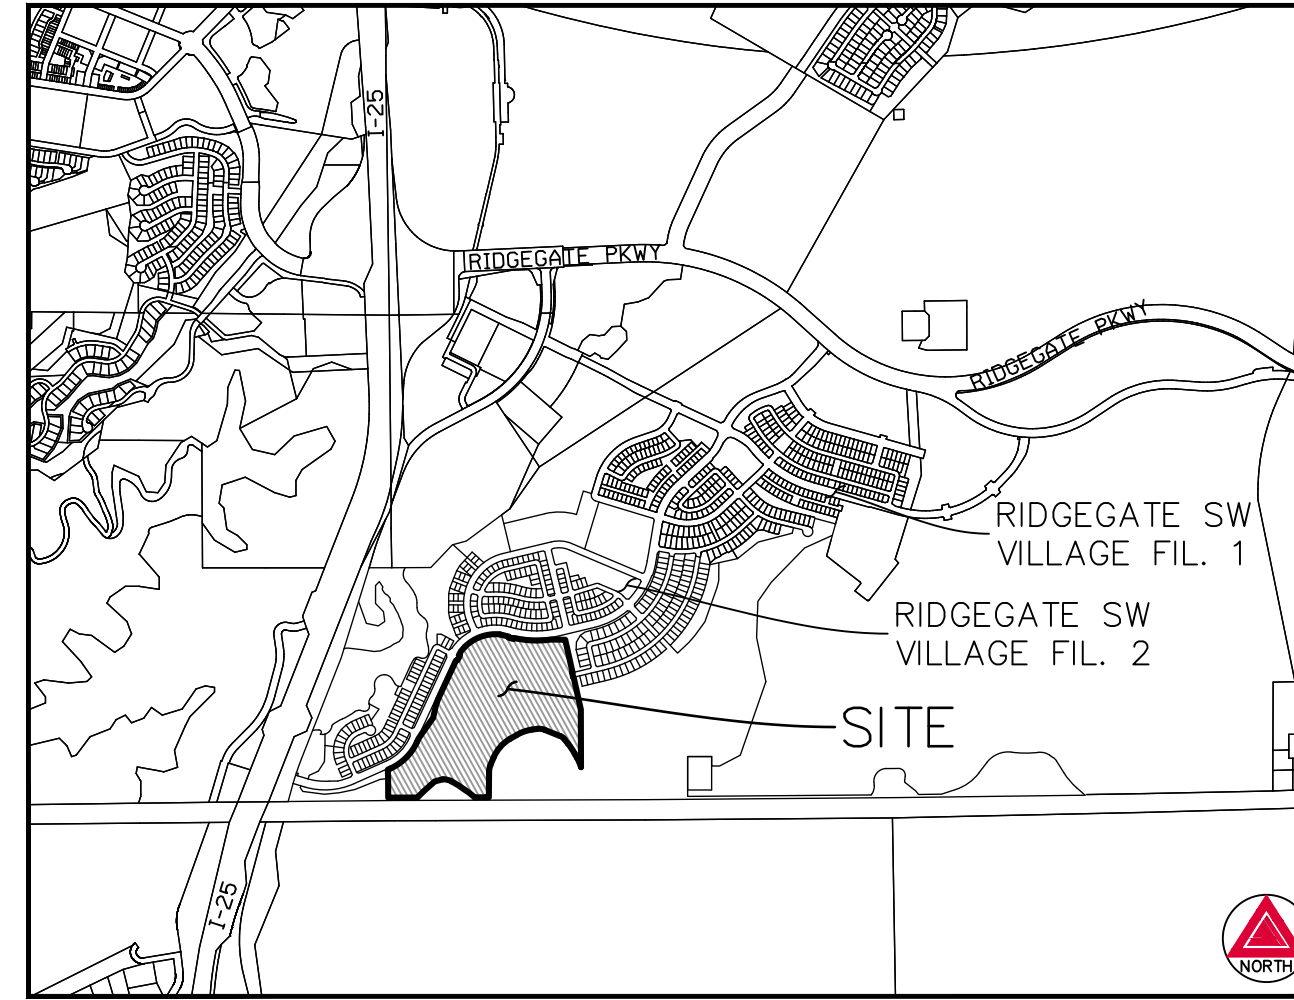 I-25
RIDGEGATE PKWY
RIDGEGATE PKWY
RIDGEGATE SW
VILLAGE FIL. 1
RIDGEGATE SW
VILLAGE FIL. 2
SITE
I-25
NORTH